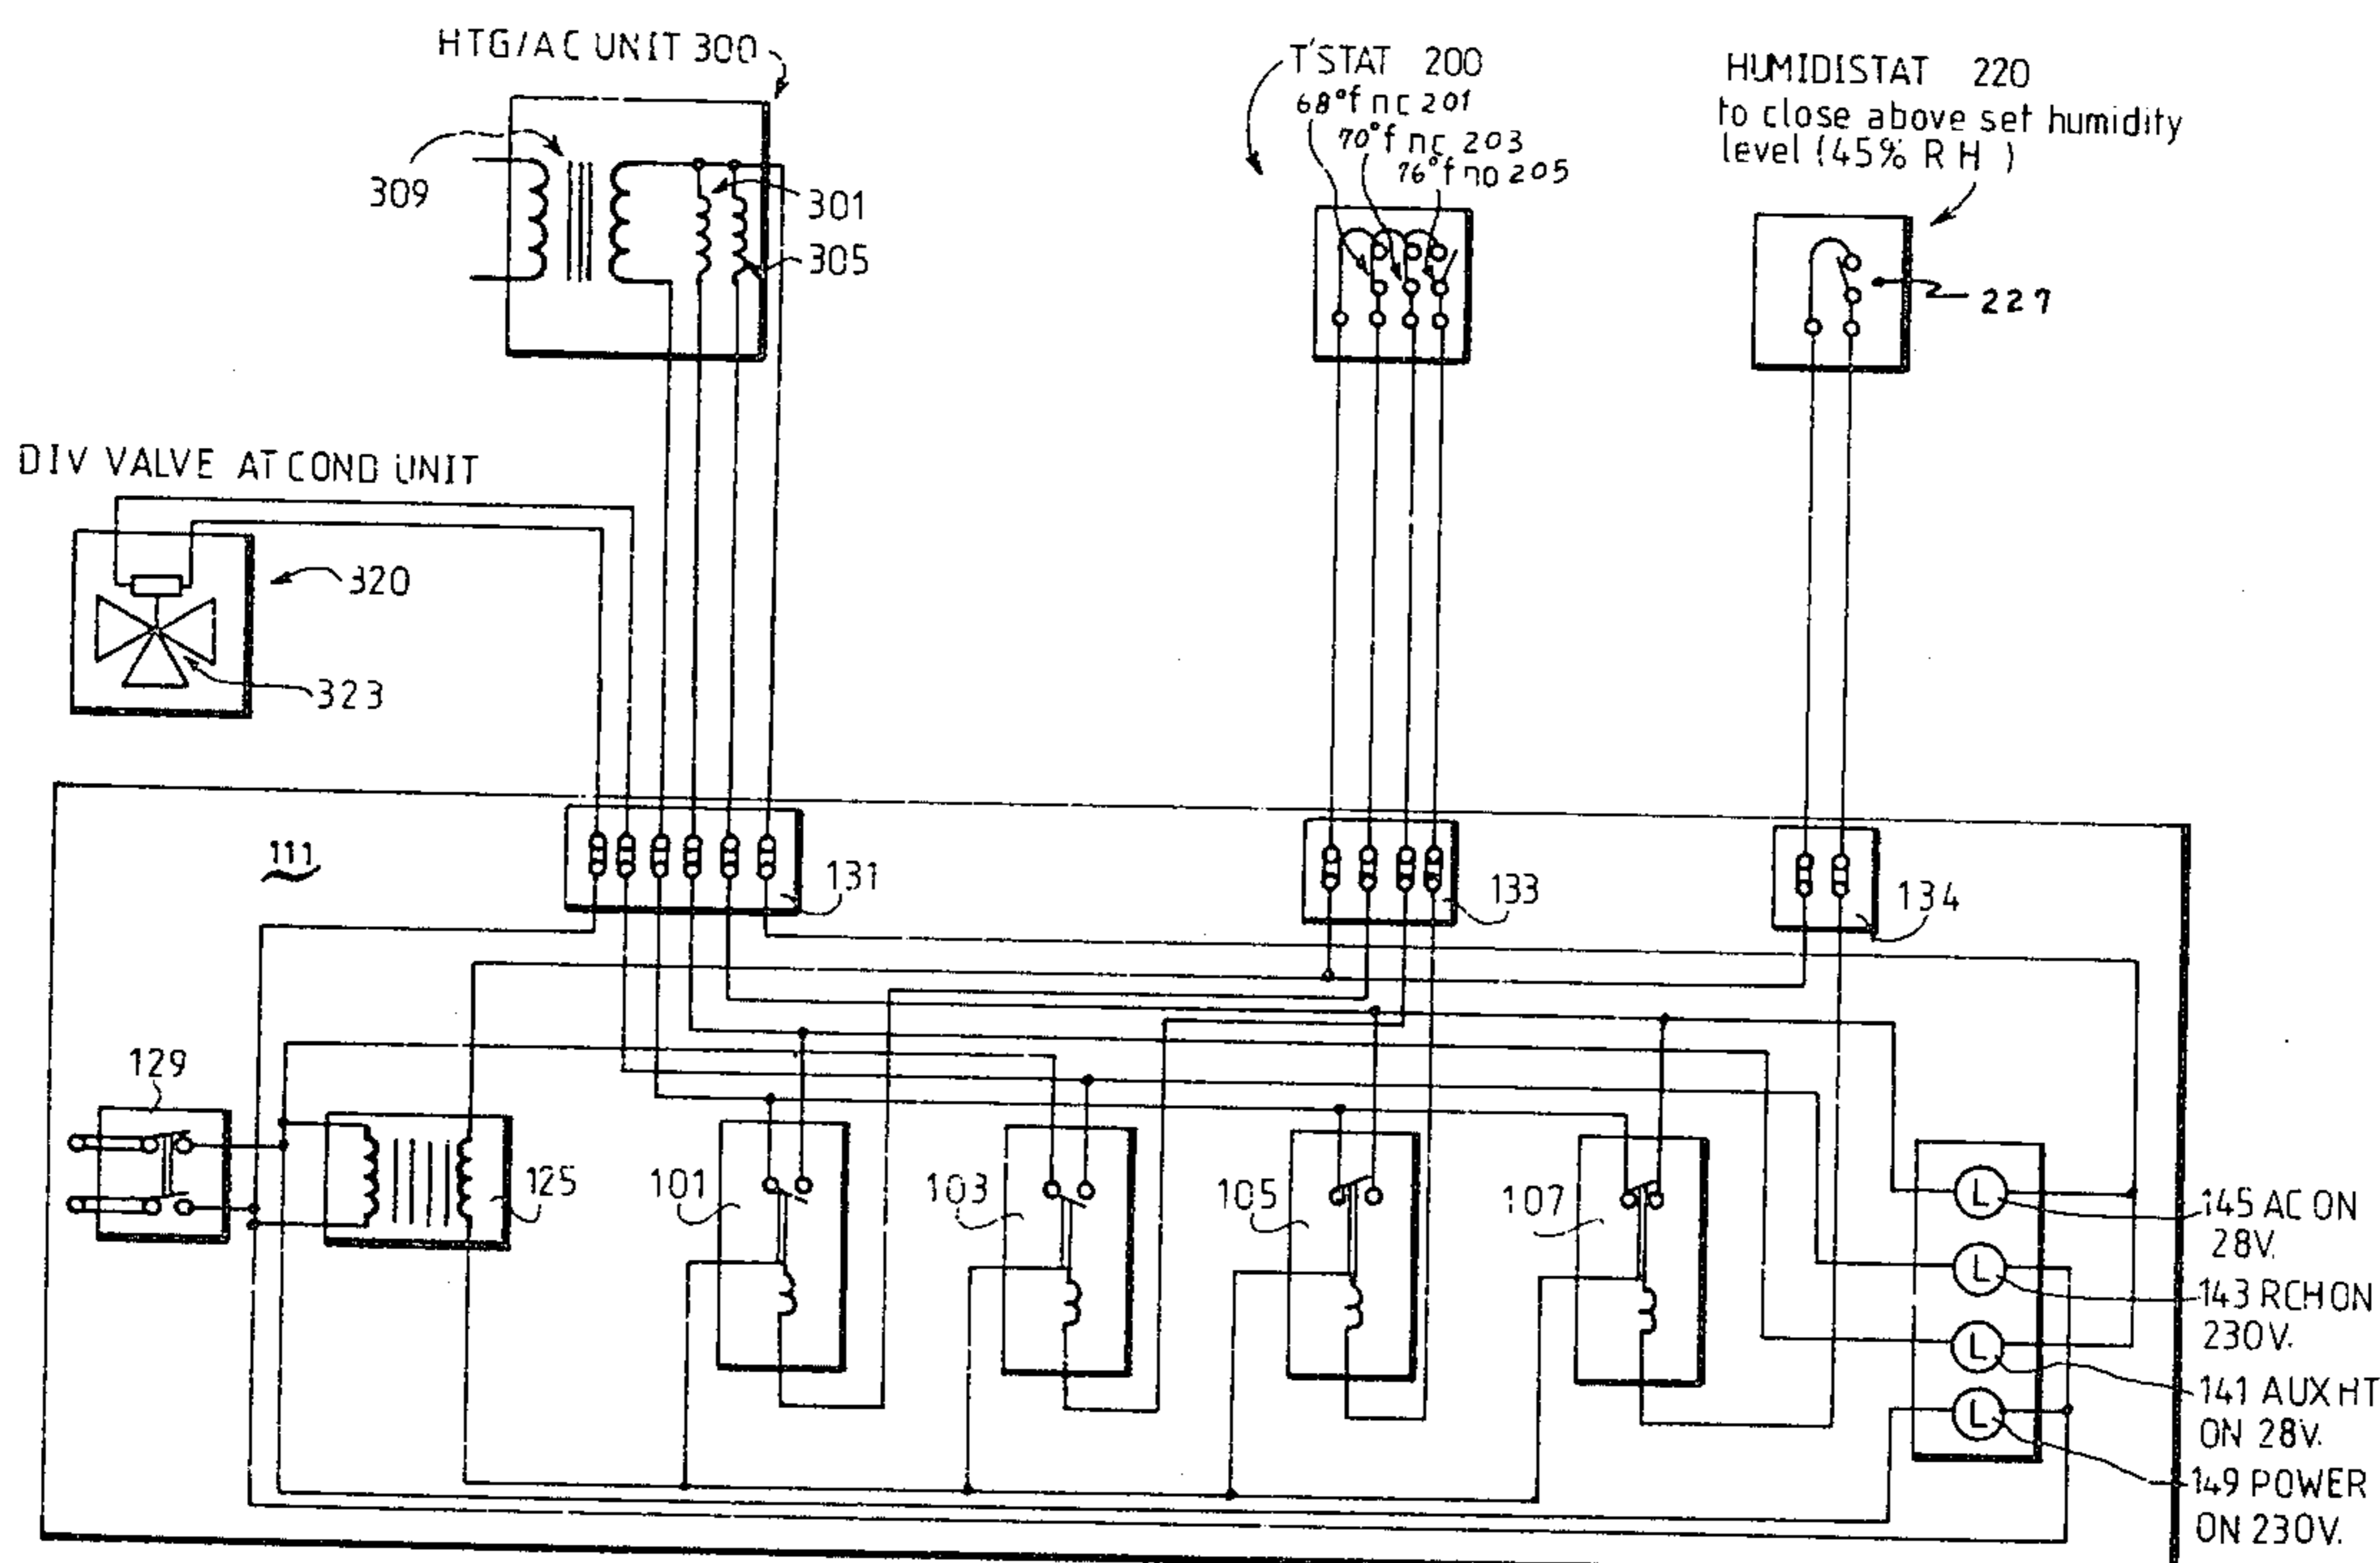 HTG/AC UNIT 300
309
301
305
T'STAT 200
68°f nc 201
70°f nc 203
76°f no 205
HUMIDISTAT 220
to close above set humidity
level (45% R H )
227
DIV VALVE AT COND UNIT
320
323
111
131
133
134
129
125
101
103
105
107
145 AC ON
28V.
143 RCH ON
230V.
141 AUX HT
ON 28V.
149 POWER
ON 230V.
L
L
L
L